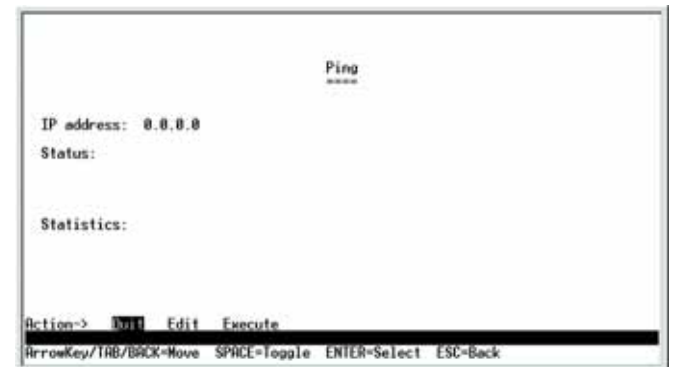 Ping
====
IP address: 0.0.0.0
Status:
Statistics:
Action-> Quit Edit Execute
ArrowKey/TAB/BACK=Move SPACE=Toggle ENTER=Select ESC=Back